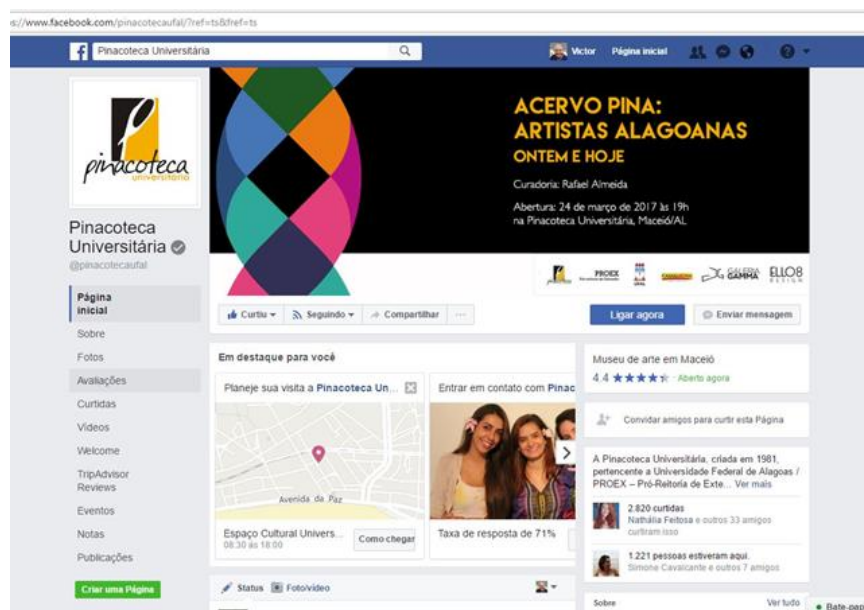 s://www.facebook.com/pinacotecaufal/?ref=ts&fref=ts
Pinacoteca Universitária
Victor
Página inicial
pinacoteca
universitária
Pinacoteca
Universitária
@pinacotecaufal
Página
inicial
Sobre
Fotos
Avaliações
Curtidas
Vídeos
Welcome
TripAdvisor
Reviews
Eventos
Notas
Publicações
Criar uma Página
ACERVO PINA:
ARTISTAS ALAGOANAS
ONTEM E HOJE
Curadoria: Rafael Almeida
Abertura: 24 de março de 2017 às 19h
na Pinacoteca Universitária, Maceió/AL
PROEX
UFAL
GALERIA
GAMMA
ELLO8
DESIGN
Curtiu
Seguindo
Compartilhar
Ligar agora
Enviar mensagem
Em destaque para você
Planeje sua visita a Pinacoteca Un...
Avenida da Paz
Espaço Cultural Univers...
08:30 às 18:00
Como chegar
Entrar em contato com Pinac
Taxa de resposta de 71%
Status
Foto/vídeo
Museu de arte em Maceió
4.4
Aberto agora
Convidar amigos para curtir esta Página
A Pinacoteca Universitária, criada em 1981,
pertencente a Universidade Federal de Alagoas /
PROEX – Pró-Reitoria de Exte... Ver mais
2.820 curtidas
Nathália Feitosa e outros 33 amigos
curtiram isso
1.221 pessoas estiveram aqui.
Simone Cavalcante e outros 7 amigos
Sobre
Ver tudo
Bate-pap